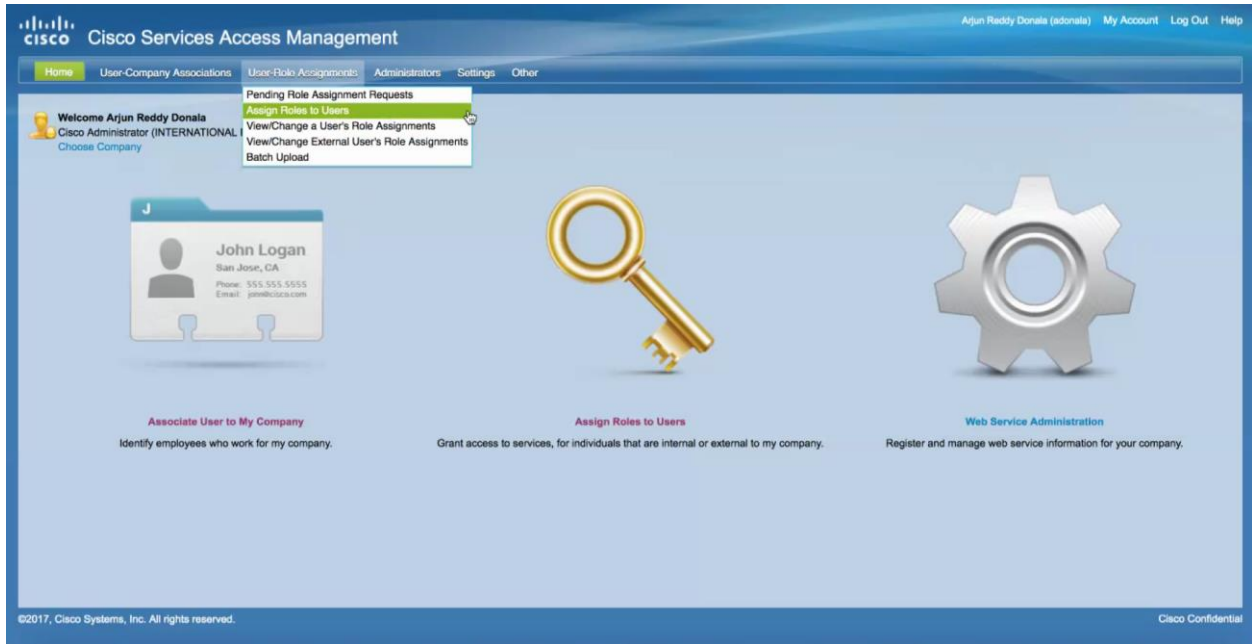 Arjun Reddy Donala (adonala) My Account Log Out Help
CISCO Cisco Services Access Management
Home User-Company Associations User-Role Assignments Administrators Settings Other
Pending Role Assignment Requests
Assign Roles to Users
View/Change a User's Role Assignments
View/Change External User's Role Assignments
Batch Upload
Welcome Arjun Reddy Donala
Cisco Administrator (INTERNATIONAL
Choose Company
J
John Logan
San Jose, CA
Phone: 555.555.5555
Email: john@cisco.com
Associate User to My Company
Identify employees who work for my company.
Assign Roles to Users
Grant access to services, for individuals that are internal or external to my company.
Web Service Administration
Register and manage web service information for your company.
©2017, Cisco Systems, Inc. All rights reserved.
Cisco Confidential